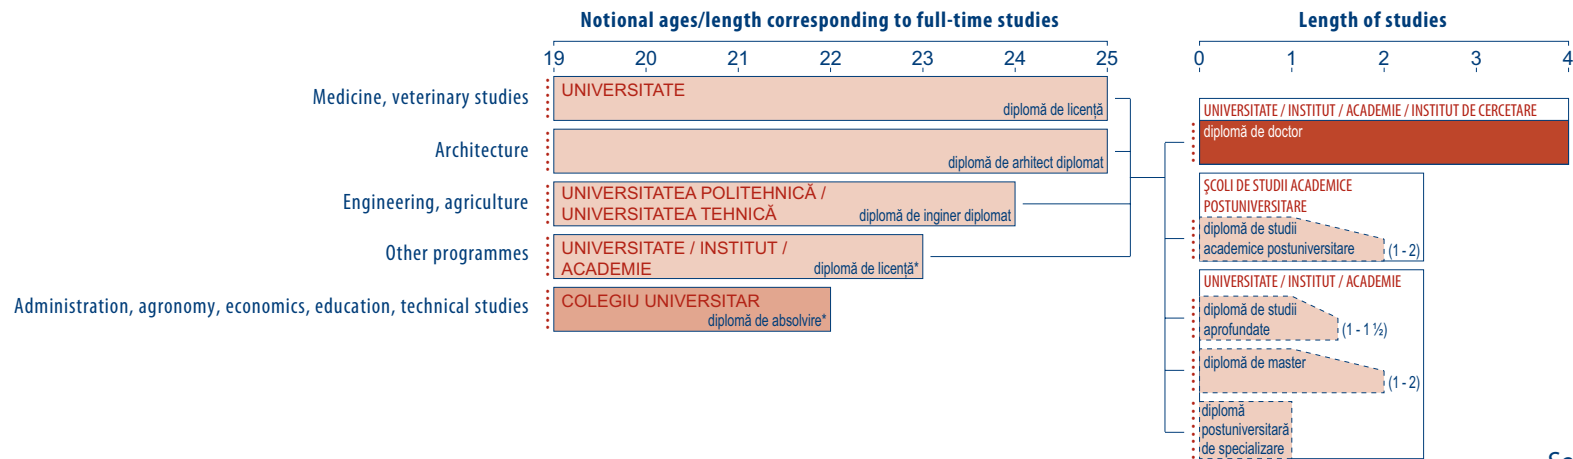 Notional ages/length corresponding to full-time studies
Length of studies
19 20 21 22 23 24 25
0 1 2 3 4
Medicine, veterinary studies
UNIVERSITATE
diplomă de licență
Architecture
diplomă de arhitect diplomat
Engineering, agriculture
UNIVERSITATEA POLITEHNICĂ /
UNIVERSITATEA TEHNICĂ
diplomă de inginer diplomat
Other programmes
UNIVERSITATE / INSTITUT /
ACADEMIE
diplomă de licență*
Administration, agronomy, economics, education, technical studies
COLEGIU UNIVERSITAR
diplomă de absolvire*
UNIVERSITATE / INSTITUT / ACADEMIE / INSTITUT DE CERCETARE
diplomă de doctor
ȘCOLI DE STUDII ACADEMICE
POSTUNIVERSITARE
diplomă de studii
academice postuniversitare
(1 - 2)
UNIVERSITATE / INSTITUT / ACADEMIE
diplomă de studii
aprofundate
(1 - 1 ½)
diplomă de master
(1 - 2)
diplomă
postuniversitară
de specializare